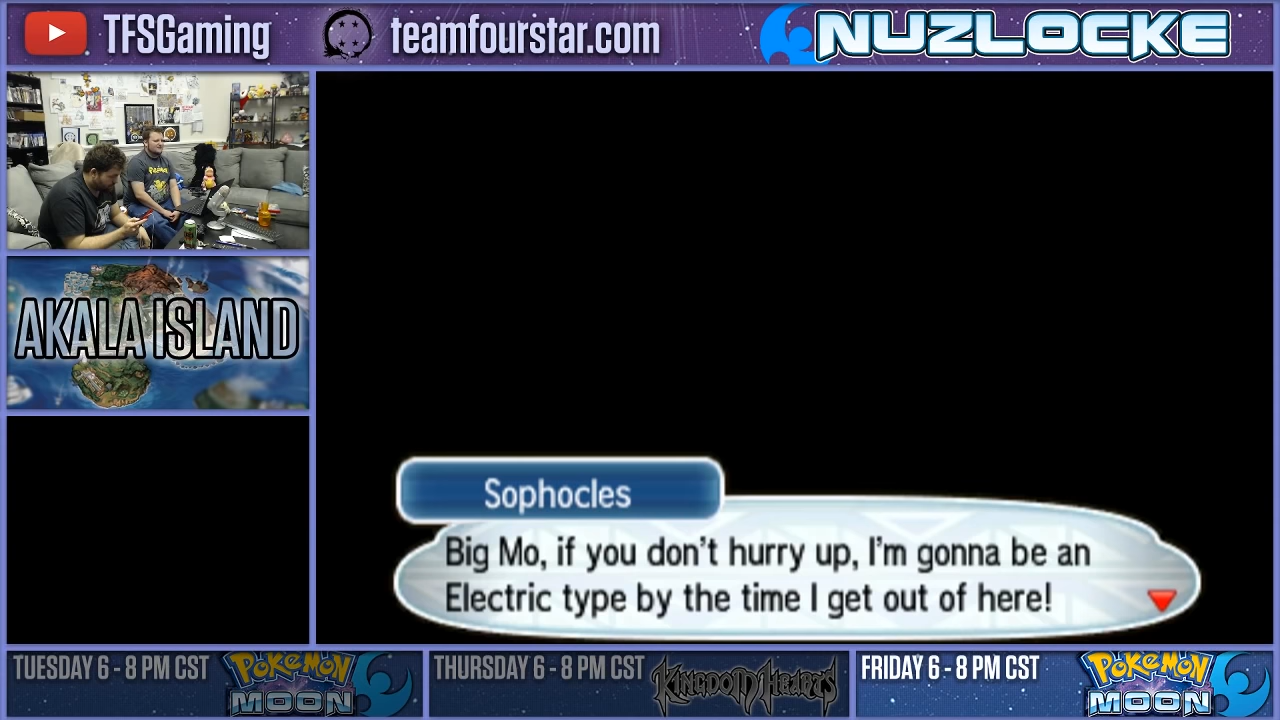 TFSGaming
teamfourstar.com
NUZLOCKE
AKALA ISLAND
Sophocles
Big Mo, if you don't hurry up, I'm gonna be an
Electric type by the time I get out of here!
TUESDAY 6 - 8 PM CST
POKéMON
MOON
THURSDAY 6 - 8 PM CST
KINGDOM HEARTS
FRIDAY 6 - 8 PM CST
POKéMON
MOON